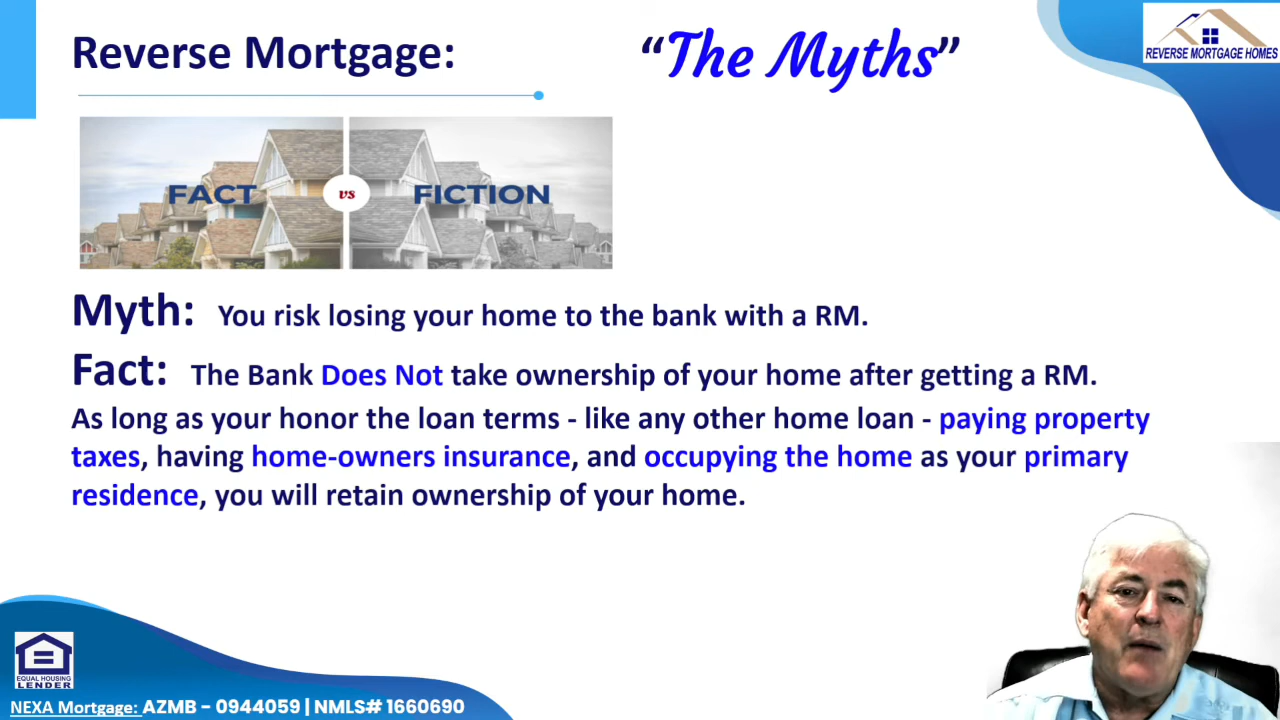 Reverse Mortgage:
“The Myths”
REVERSE MORTGAGE HOMES
FACT vs FICTION
Myth: You risk losing your home to the bank with a RM.
Fact: The Bank Does Not take ownership of your home after getting a RM.
As long as your honor the loan terms - like any other home loan - paying property
taxes, having home-owners insurance, and occupying the home as your primary
residence, you will retain ownership of your home.
EQUAL HOUSING
LENDER
NEXA Mortgage: AZMB - 0944059 | NMLS# 1660690